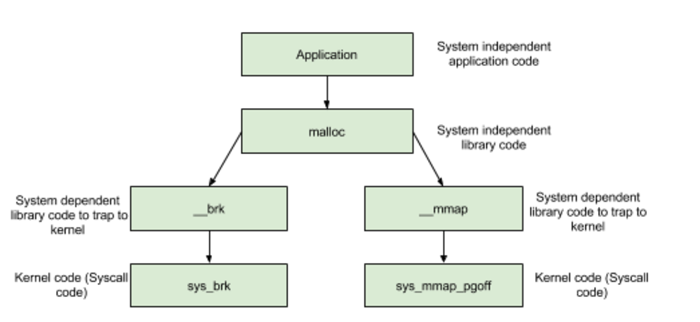 Application
System independent
application code
malloc
System independent
library code
System dependent
library code to trap to
kernel
__brk
__mmap
System dependent
library code to trap to
kernel
Kernel code (Syscall
code)
sys_brk
sys_mmap_pgoff
Kernel code (Syscall
code)